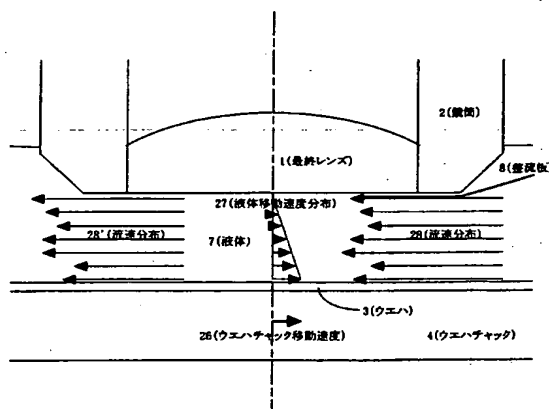 2(鏡筒)
1(最終レンズ)
8(整流板)
27(液体移動速度分布)
28'(流速分布)
7(液体)
28(流速分布)
3(ウエハ)
26(ウエハチャック移動速度)
4(ウエハチャック)